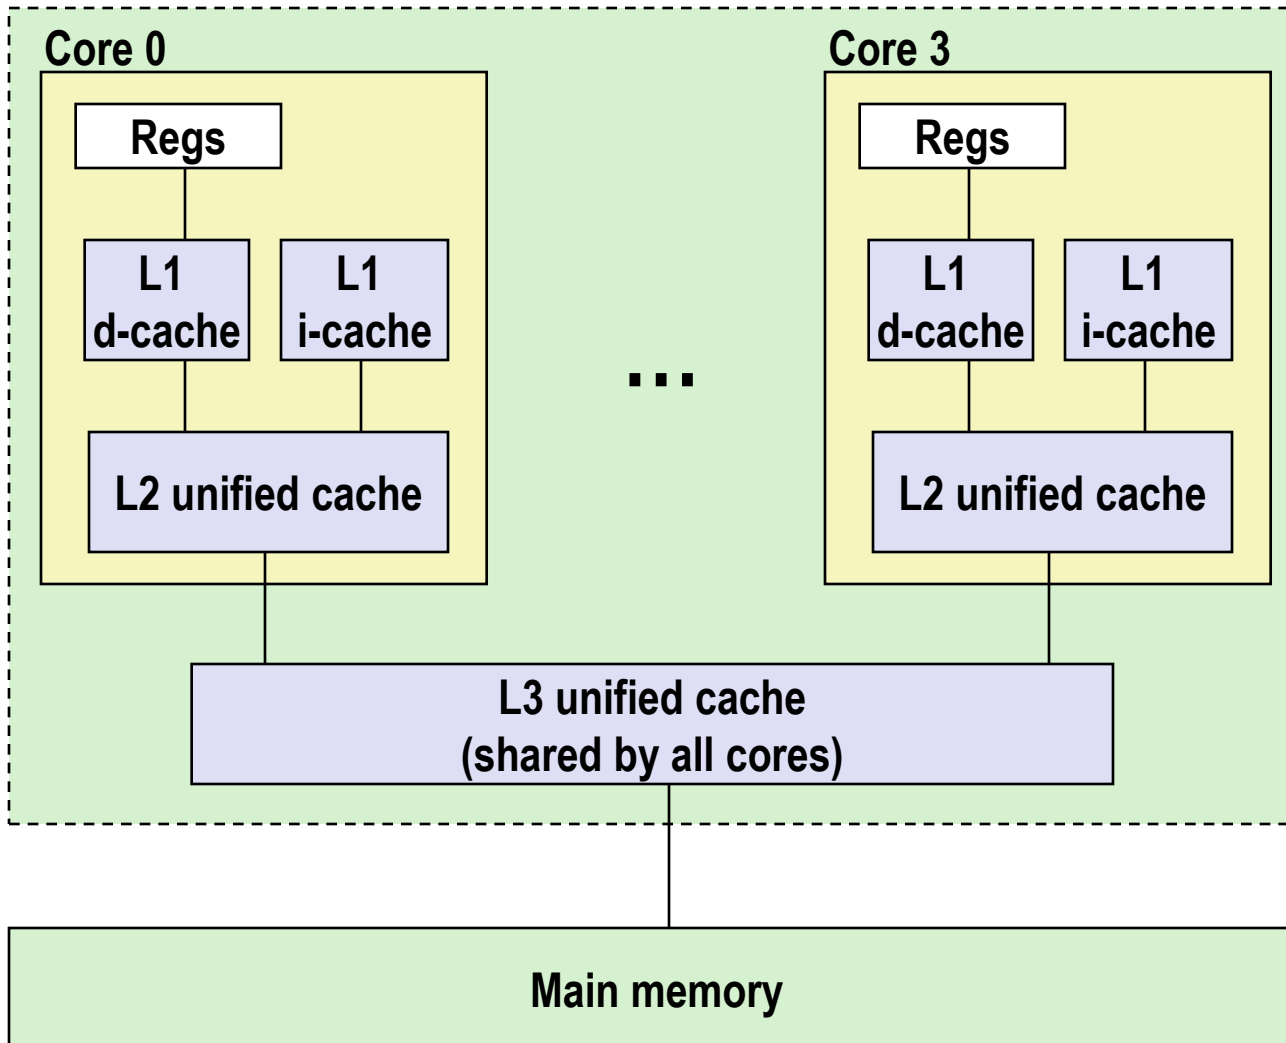 Core 0
Core 3
Regs
Regs
L1
d-cache
L1
i-cache
...
L1
d-cache
L1
i-cache
L2 unified cache
L2 unified cache
L3 unified cache
(shared by all cores)
Main memory